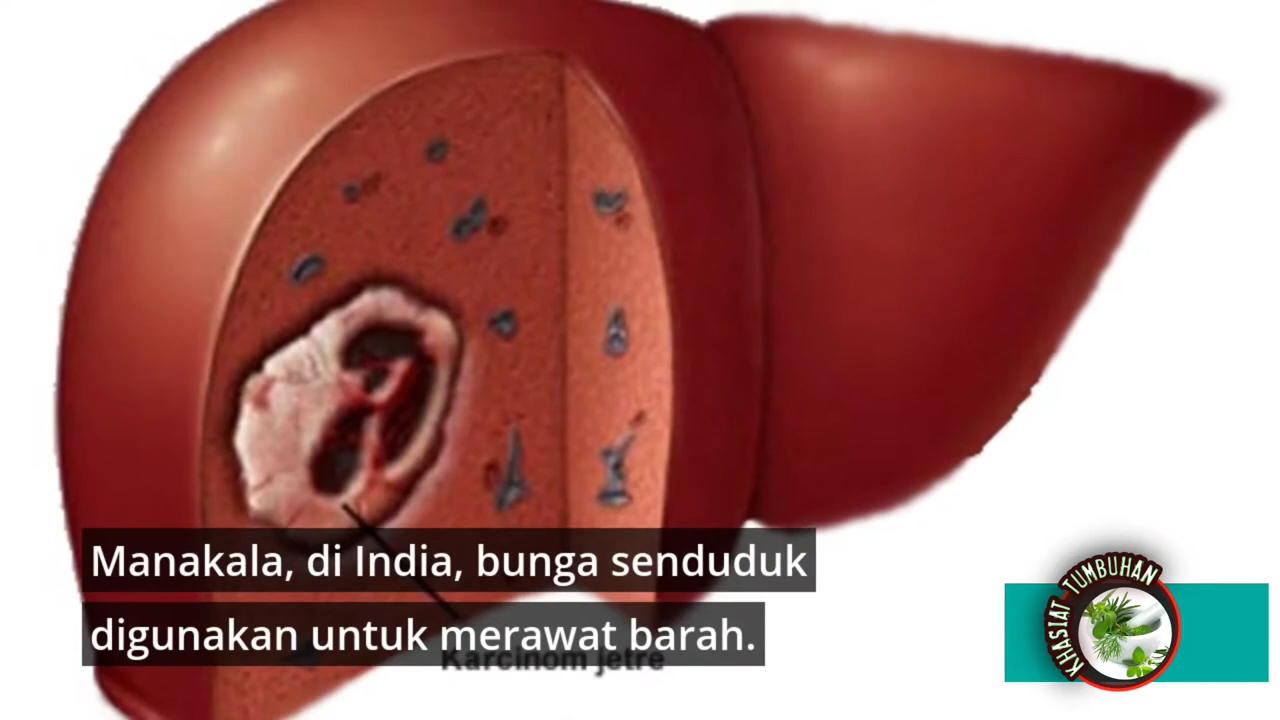 Manakala, di India, bunga senduduk
digunakan untuk merawat barah.
Karcinom jetre
KHASIAT TUMBUHAN